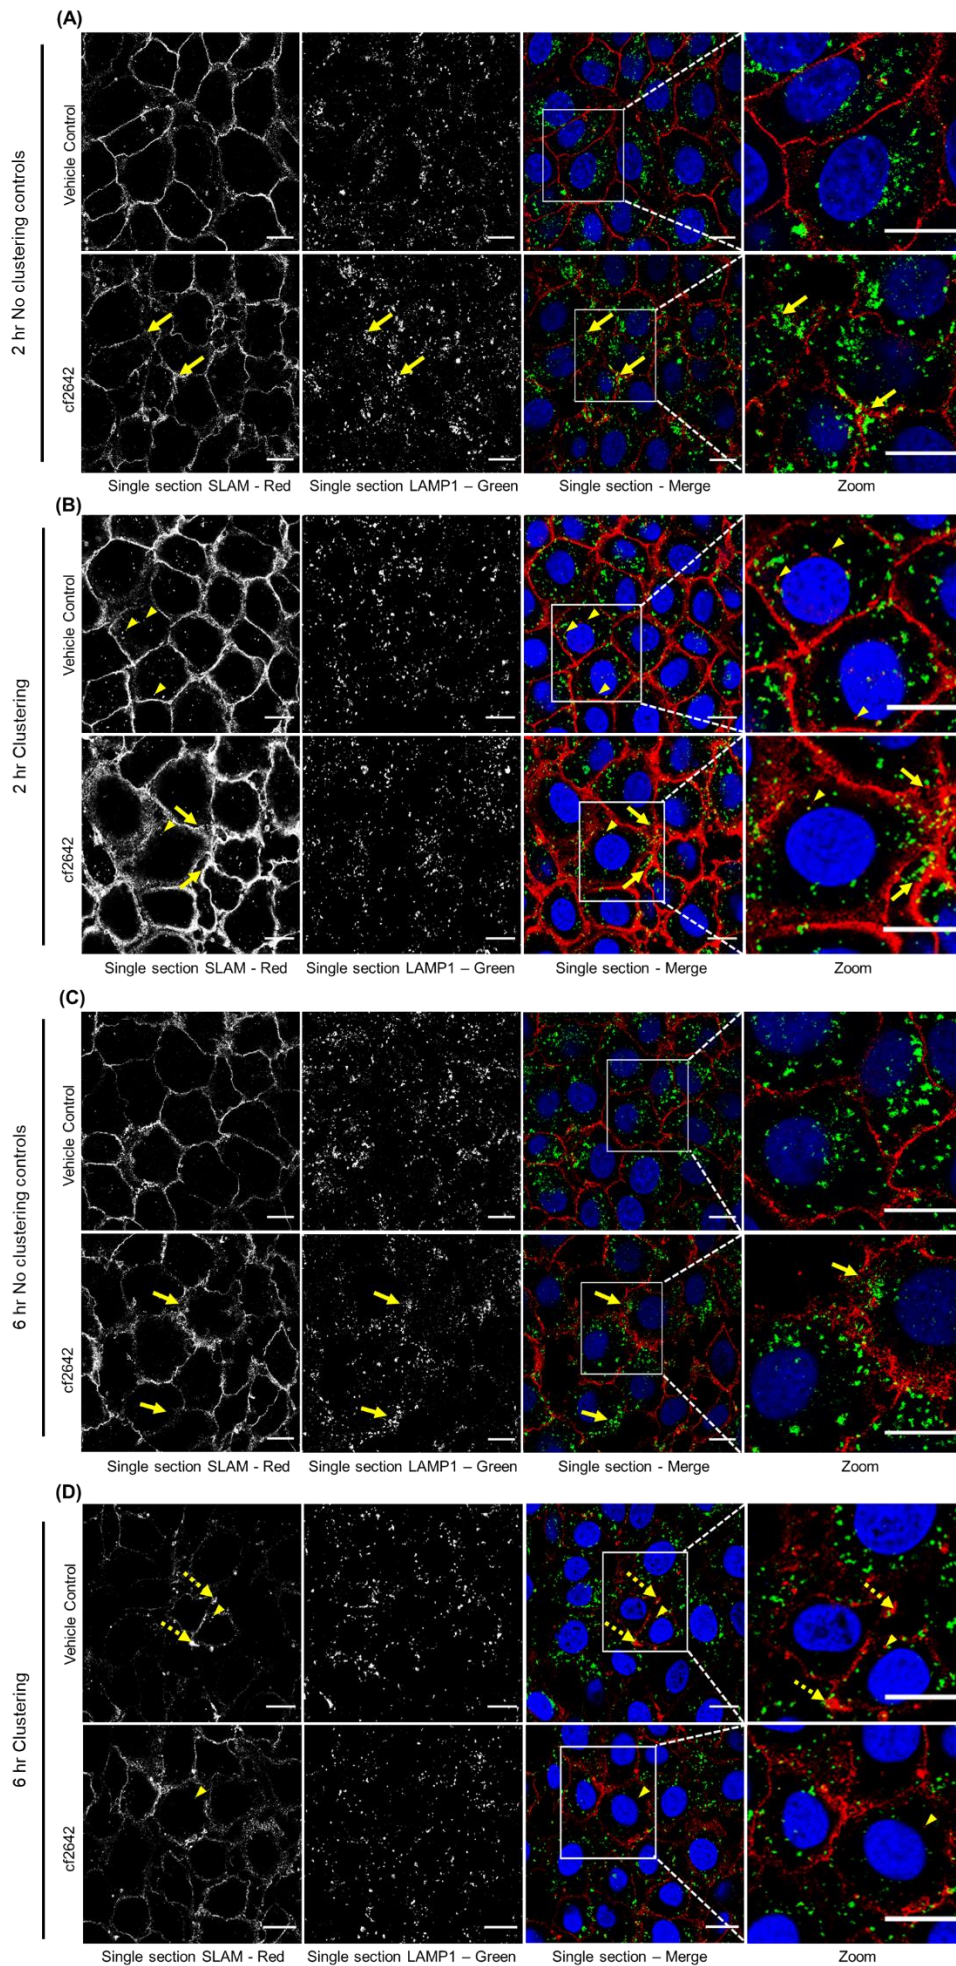 (A)
2 hr No clustering controls
Vehicle Control
cf2642
Single section SLAM - Red
Single section LAMP1 – Green
Single section - Merge
Zoom
(B)
2 hr Clustering
Vehicle Control
cf2642
Single section SLAM - Red
Single section LAMP1 – Green
Single section - Merge
Zoom
(C)
6 hr No clustering controls
Vehicle Control
cf2642
Single section SLAM - Red
Single section LAMP1 – Green
Single section - Merge
Zoom
(D)
6 hr Clustering
Vehicle Control
cf2642
Single section SLAM - Red
Single section LAMP1 – Green
Single section – Merge
Zoom